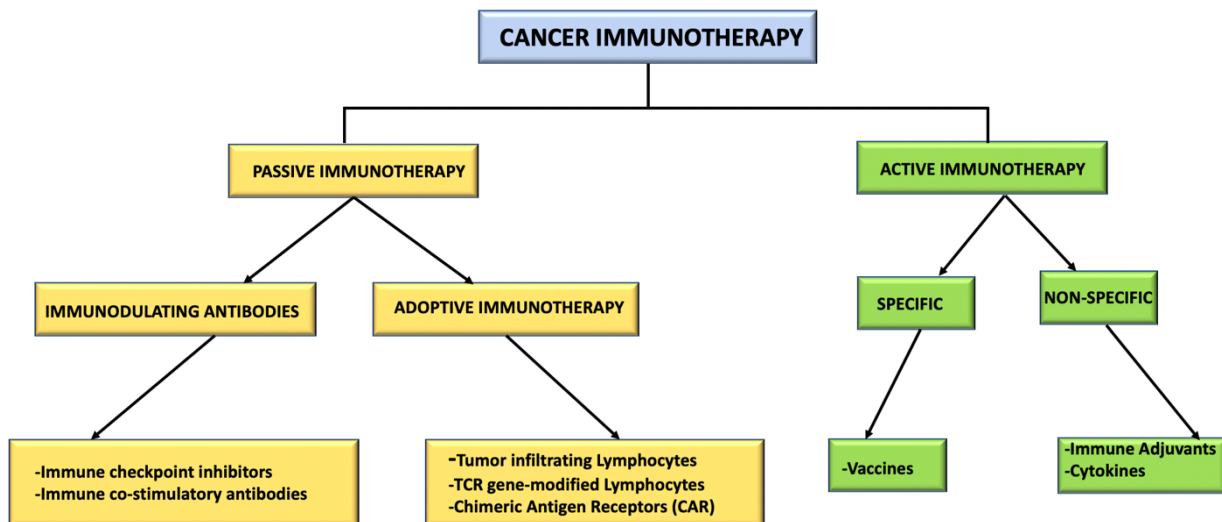 CANCER IMMUNOTHERAPY
PASSIVE IMMUNOTHERAPY
ACTIVE IMMUNOTHERAPY
IMMUNODULATING ANTIBODIES
ADOPTIVE IMMUNOTHERAPY
SPECIFIC
NON-SPECIFIC
-Immune checkpoint inhibitors
-Immune co-stimulatory antibodies
-Tumor infiltrating Lymphocytes
-TCR gene-modified Lymphocytes
-Chimeric Antigen Receptors (CAR)
-Vaccines
-Immune Adjuvants
-Cytokines